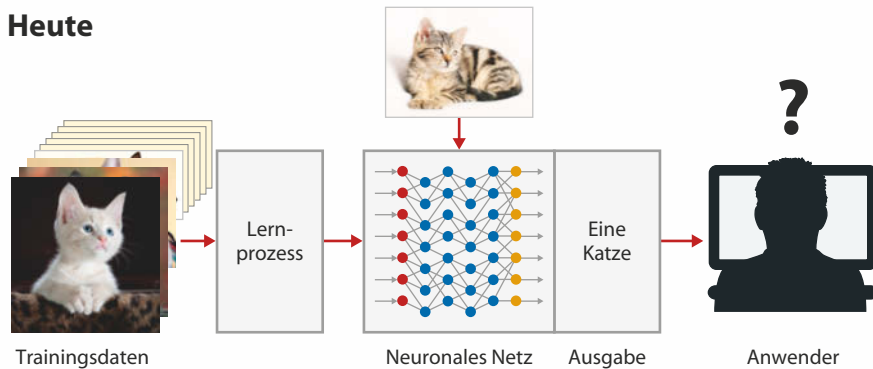 Heute
?
Lern-
prozess
Eine
Katze
Trainingsdaten
Neuronales Netz
Ausgabe
Anwender